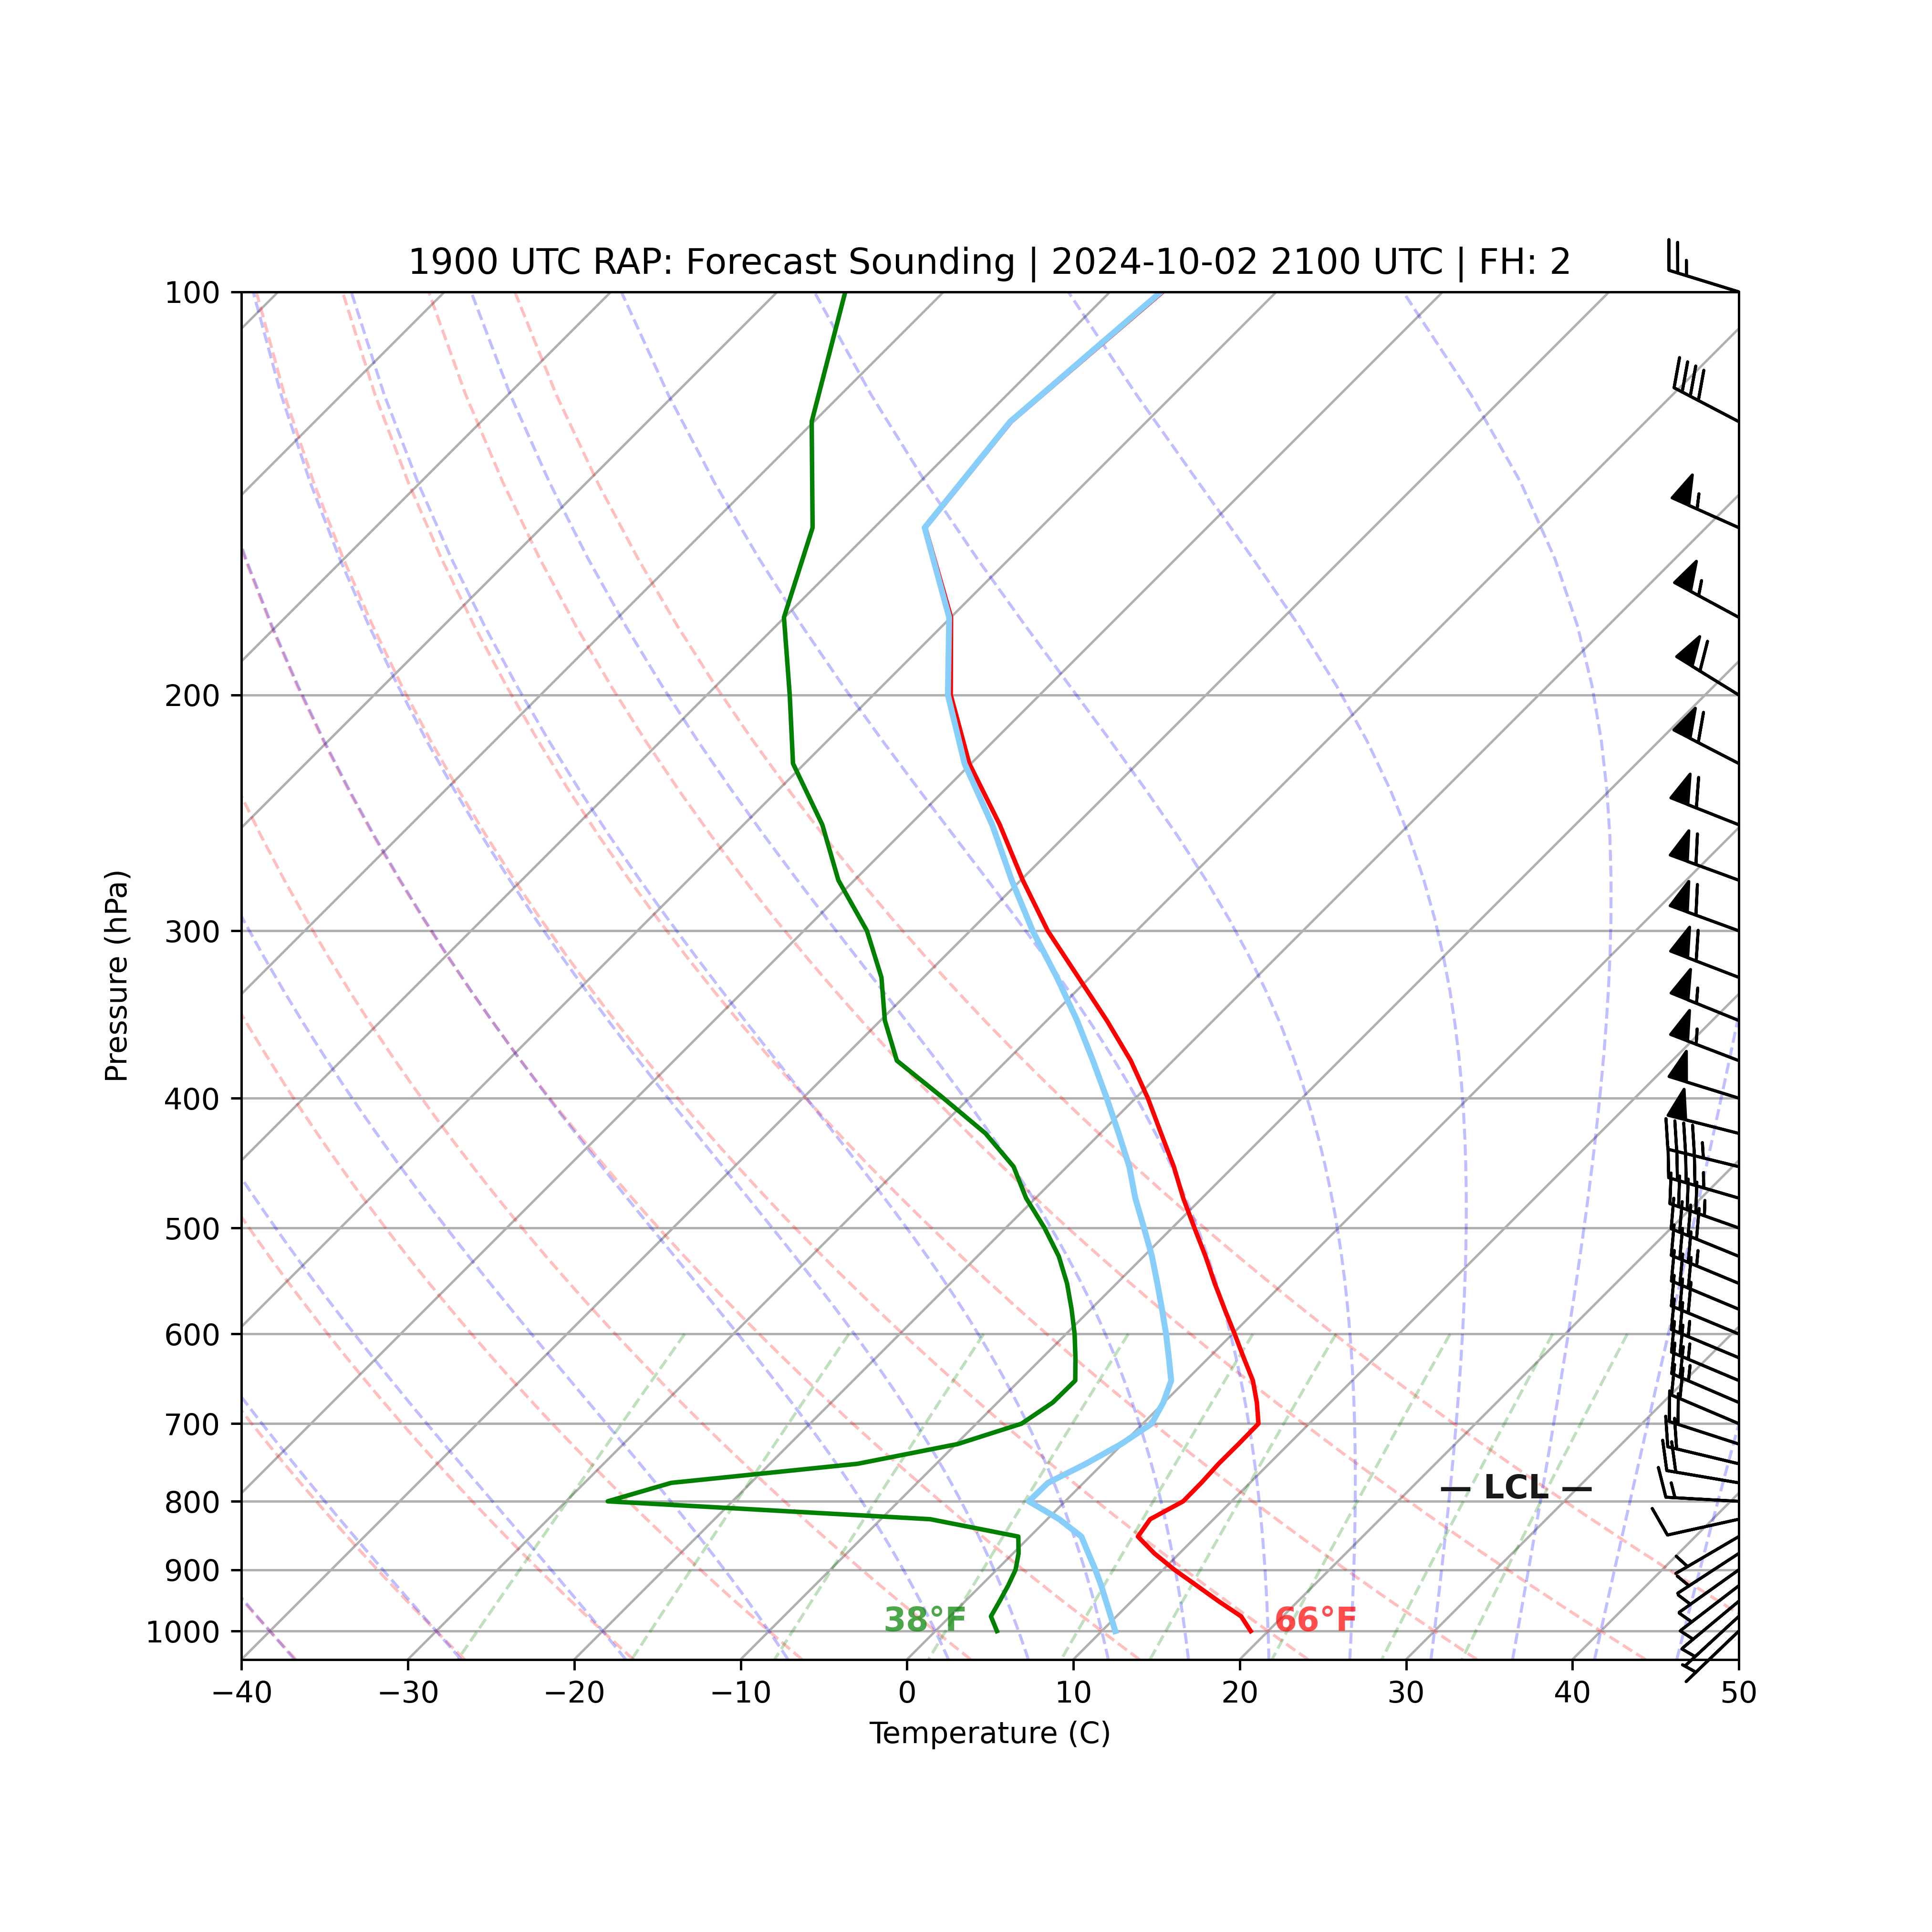 1900 UTC RAP: Forecast Sounding | 2024-10-02 2100 UTC | FH: 2
100
200
300
400
500
600
700
800
900
1000
Pressure (hPa)
— LCL —
38°F
66°F
−40 −30 −20 −10 0 10 20 30 40 50
Temperature (C)